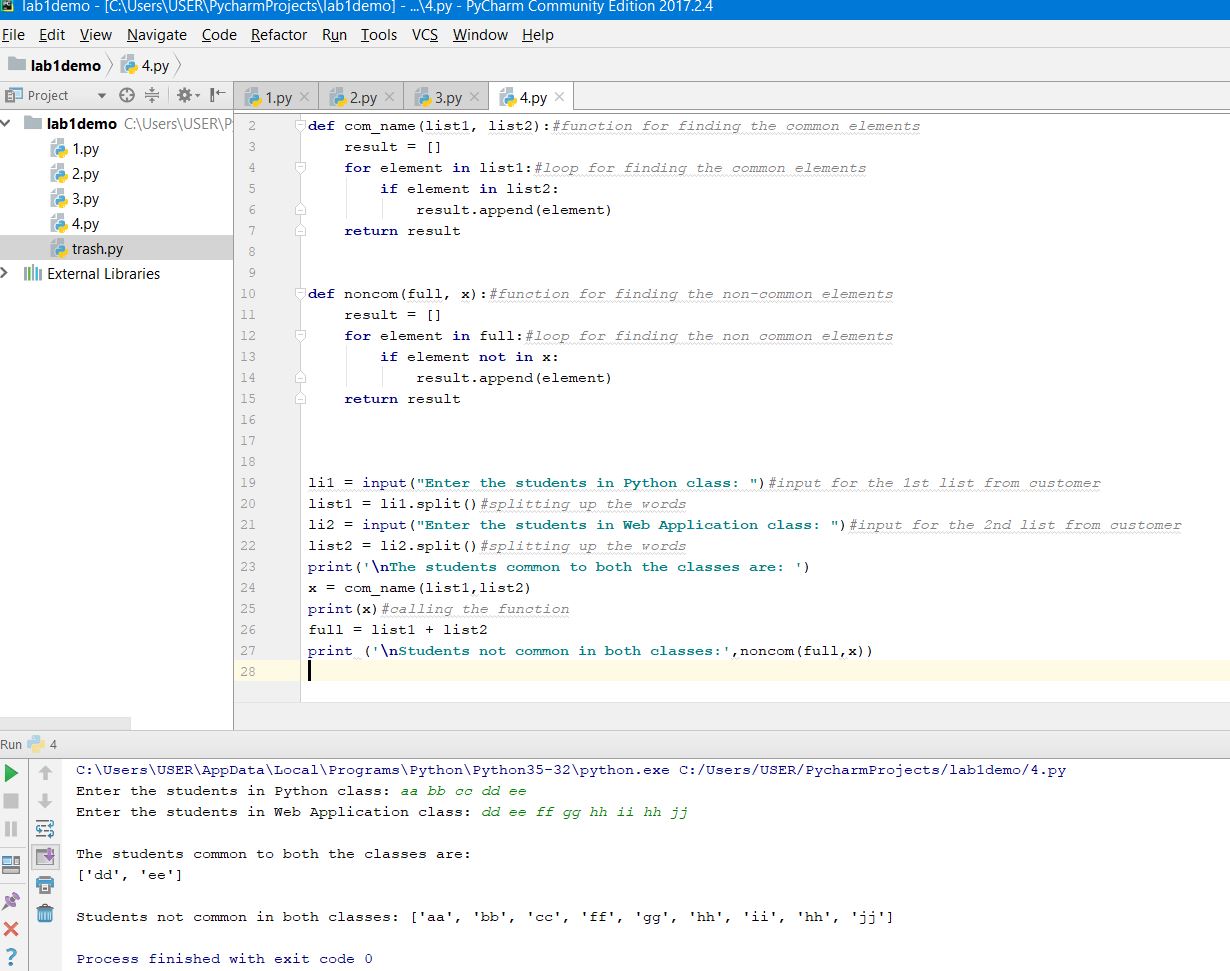 lab1demo - [C:\Users\USER\PycharmProjects\lab1demo] - ...\4.py - PyCharm Community Edition 2017.2.4
File Edit View Navigate Code Refactor Run Tools VCS Window Help
lab1demo 4.py
Project 1.py 2.py 3.py 4.py
lab1demo C:\Users\USER\P
1.py
2.py
3.py
4.py
trash.py
External Libraries
2 def com_name(list1, list2):#function for finding the common elements
3 result = []
4 for element in list1:#loop for finding the common elements
5 if element in list2:
6 result.append(element)
7 return result
8
9
10 def noncom(full, x):#function for finding the non-common elements
11 result = []
12 for element in full:#loop for finding the non common elements
13 if element not in x:
14 result.append(element)
15 return result
16
17
18
19 li1 = input("Enter the students in Python class: ")#input for the 1st list from customer
20 list1 = li1.split()#splitting up the words
21 li2 = input("Enter the students in Web Application class: ")#input for the 2nd list from customer
22 list2 = li2.split()#splitting up the words
23 print('\nThe students common to both the classes are: ')
24 x = com_name(list1,list2)
25 print(x)#calling the function
26 full = list1 + list2
27 print ('\nStudents not common in both classes:',noncom(full,x))
28
Run 4
C:\Users\USER\AppData\Local\Programs\Python\Python35-32\python.exe C:/Users/USER/PycharmProjects/lab1demo/4.py
Enter the students in Python class: aa bb cc dd ee
Enter the students in Web Application class: dd ee ff gg hh ii hh jj
The students common to both the classes are:
['dd', 'ee']
Students not common in both classes: ['aa', 'bb', 'cc', 'ff', 'gg', 'hh', 'ii', 'hh', 'jj']
Process finished with exit code 0